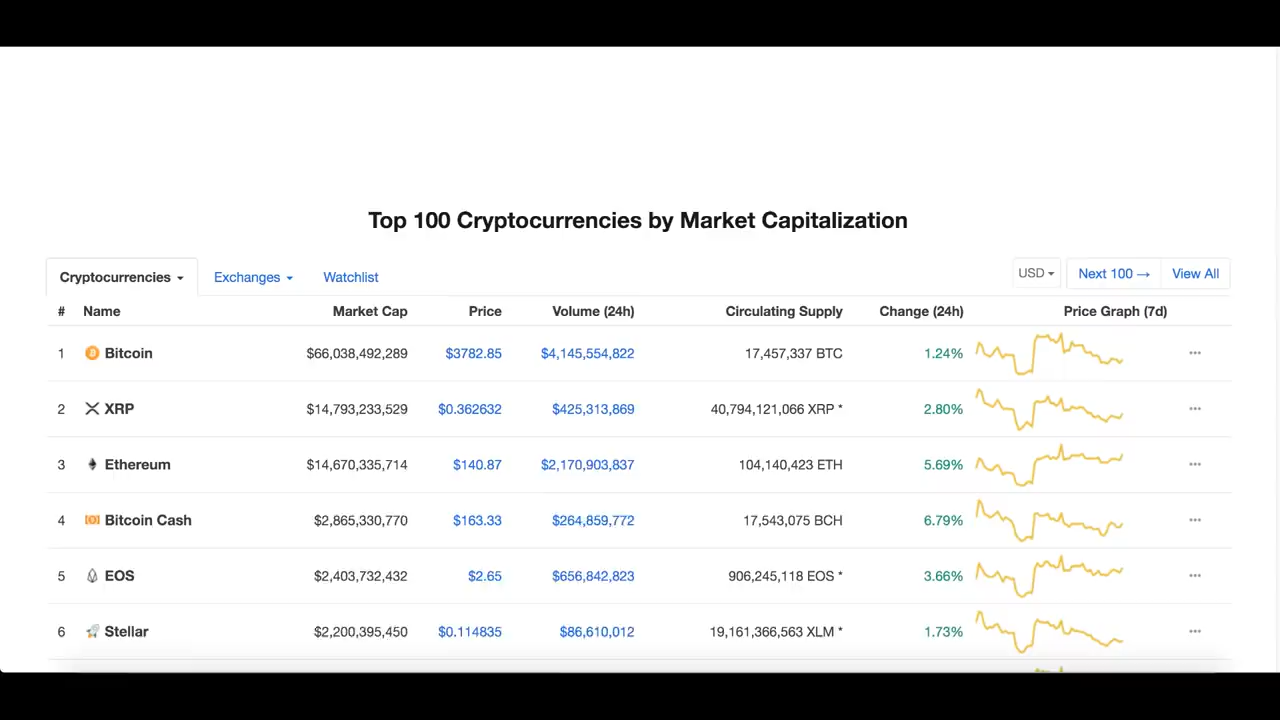 Top 100 Cryptocurrencies by Market Capitalization
Cryptocurrencies Exchanges Watchlist USD Next 100 → View All
# Name Market Cap Price Volume (24h) Circulating Supply Change (24h) Price Graph (7d)
1 Bitcoin $66,038,492,289 $3782.85 $4,145,554,822 17,457,337 BTC 1.24%
2 XRP $14,793,233,529 $0.362632 $425,313,869 40,794,121,066 XRP * 2.80%
3 Ethereum $14,670,335,714 $140.87 $2,170,903,837 104,140,423 ETH 5.69%
4 Bitcoin Cash $2,865,330,770 $163.33 $264,859,772 17,543,075 BCH 6.79%
5 EOS $2,403,732,432 $2.65 $656,842,823 906,245,118 EOS * 3.66%
6 Stellar $2,200,395,450 $0.114835 $86,610,012 19,161,366,563 XLM * 1.73%